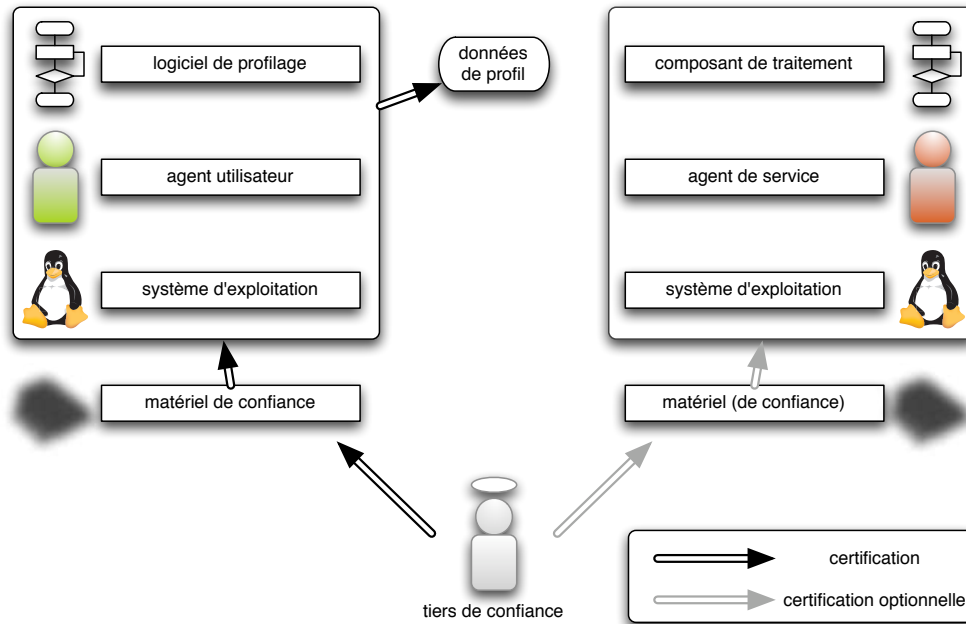 logiciel de profilage
données
de profil
composant de traitement
agent utilisateur
agent de service
système d'exploitation
système d'exploitation
matériel de confiance
matériel (de confiance)
tiers de confiance
certification
certification optionnelle